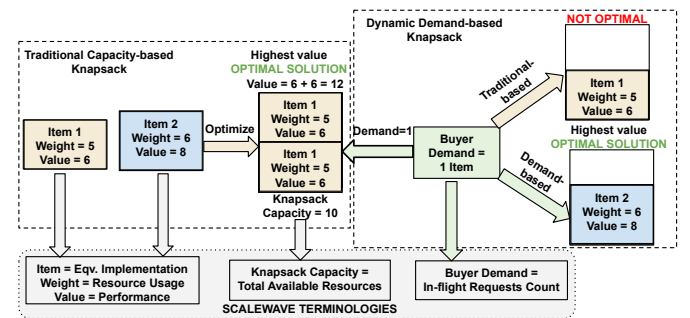 Traditional Capacity-based
Knapsack
Highest value
OPTIMAL SOLUTION
Value = 6 + 6 = 12
Item 1
Weight = 5
Value = 6
Item 2
Weight = 6
Value = 8
Optimize
Item 1
Weight = 5
Value = 6
Item 1
Weight = 5
Value = 6
Knapsack
Capacity = 10
Dynamic Demand-based
Knapsack
Demand=1
Buyer
Demand =
1 Item
Traditional-
based
NOT OPTIMAL
Item 1
Weight = 5
Value = 6
Demand-
based
Highest value
OPTIMAL SOLUTION
Item 2
Weight = 6
Value = 8
Item = Eqv. Implementation
Weight = Resource Usage
Value = Performance
Knapsack Capacity =
Total Available Resources
Buyer Demand =
In-flight Requests Count
SCALEWAVE TERMINOLOGIES